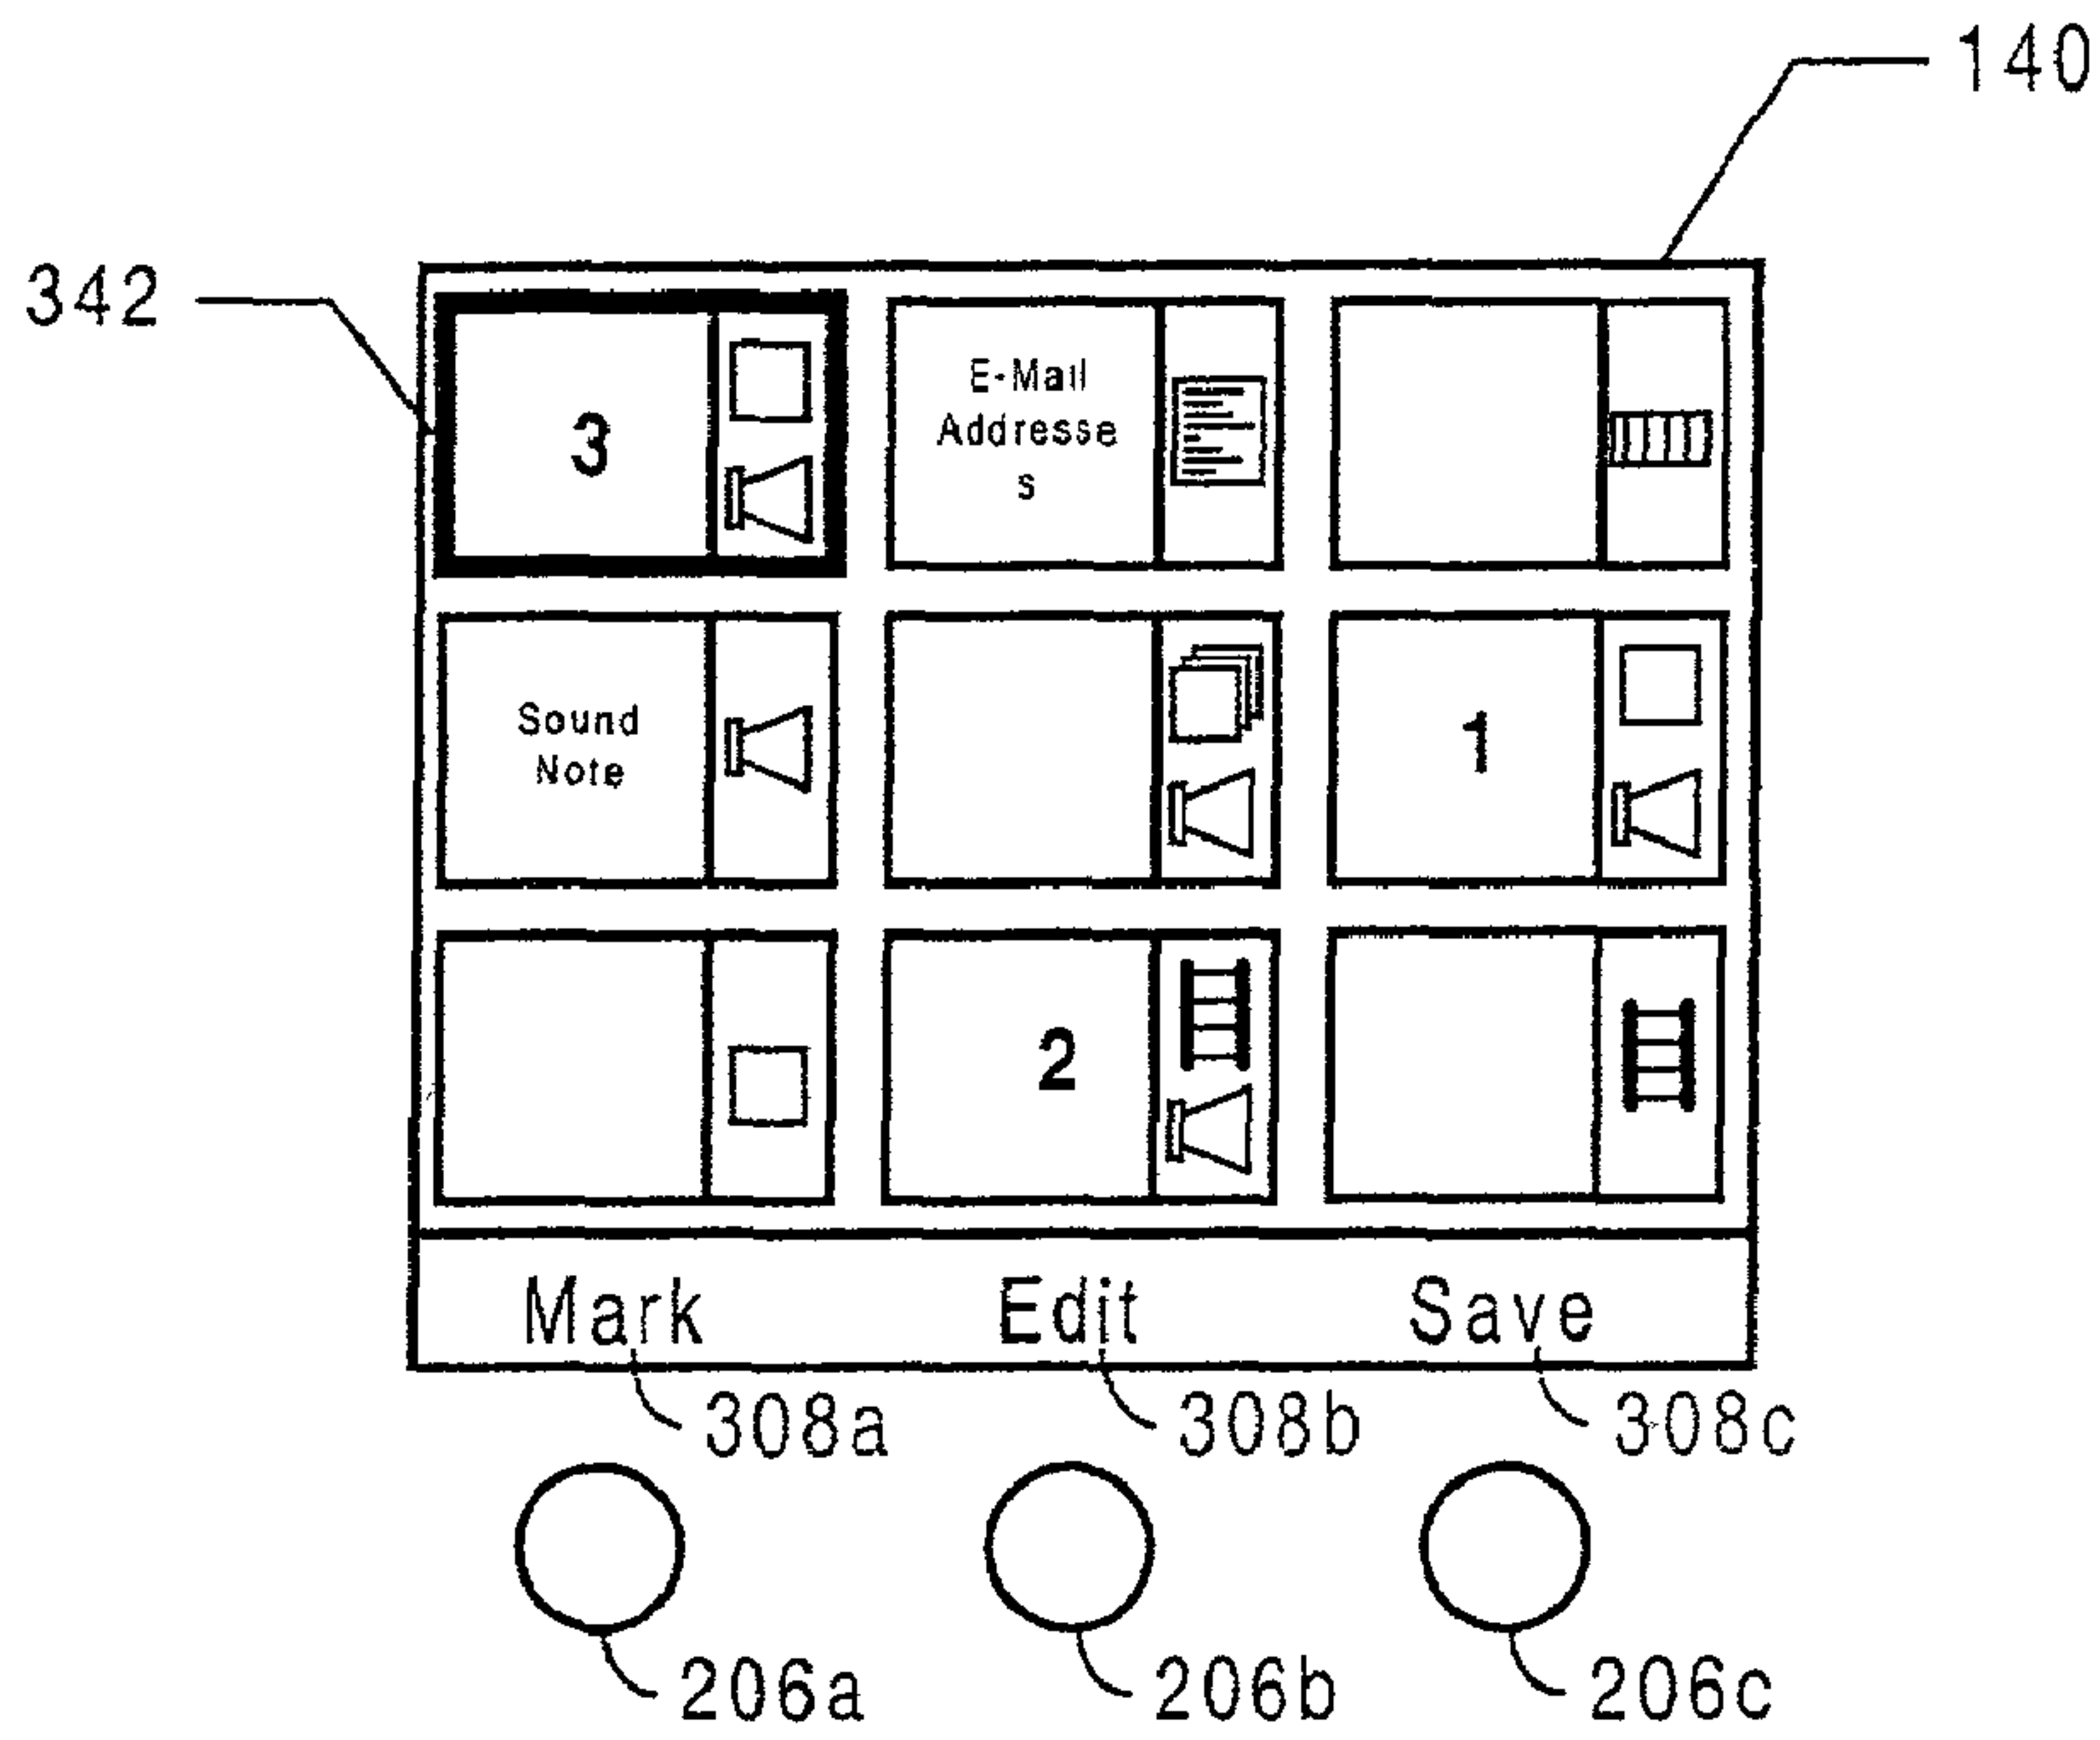 140
342
3
E-Mail
Addresse
s
Sound
Note
1
2
Mark
Edit
Save
308a
308b
308c
206a
206b
206c